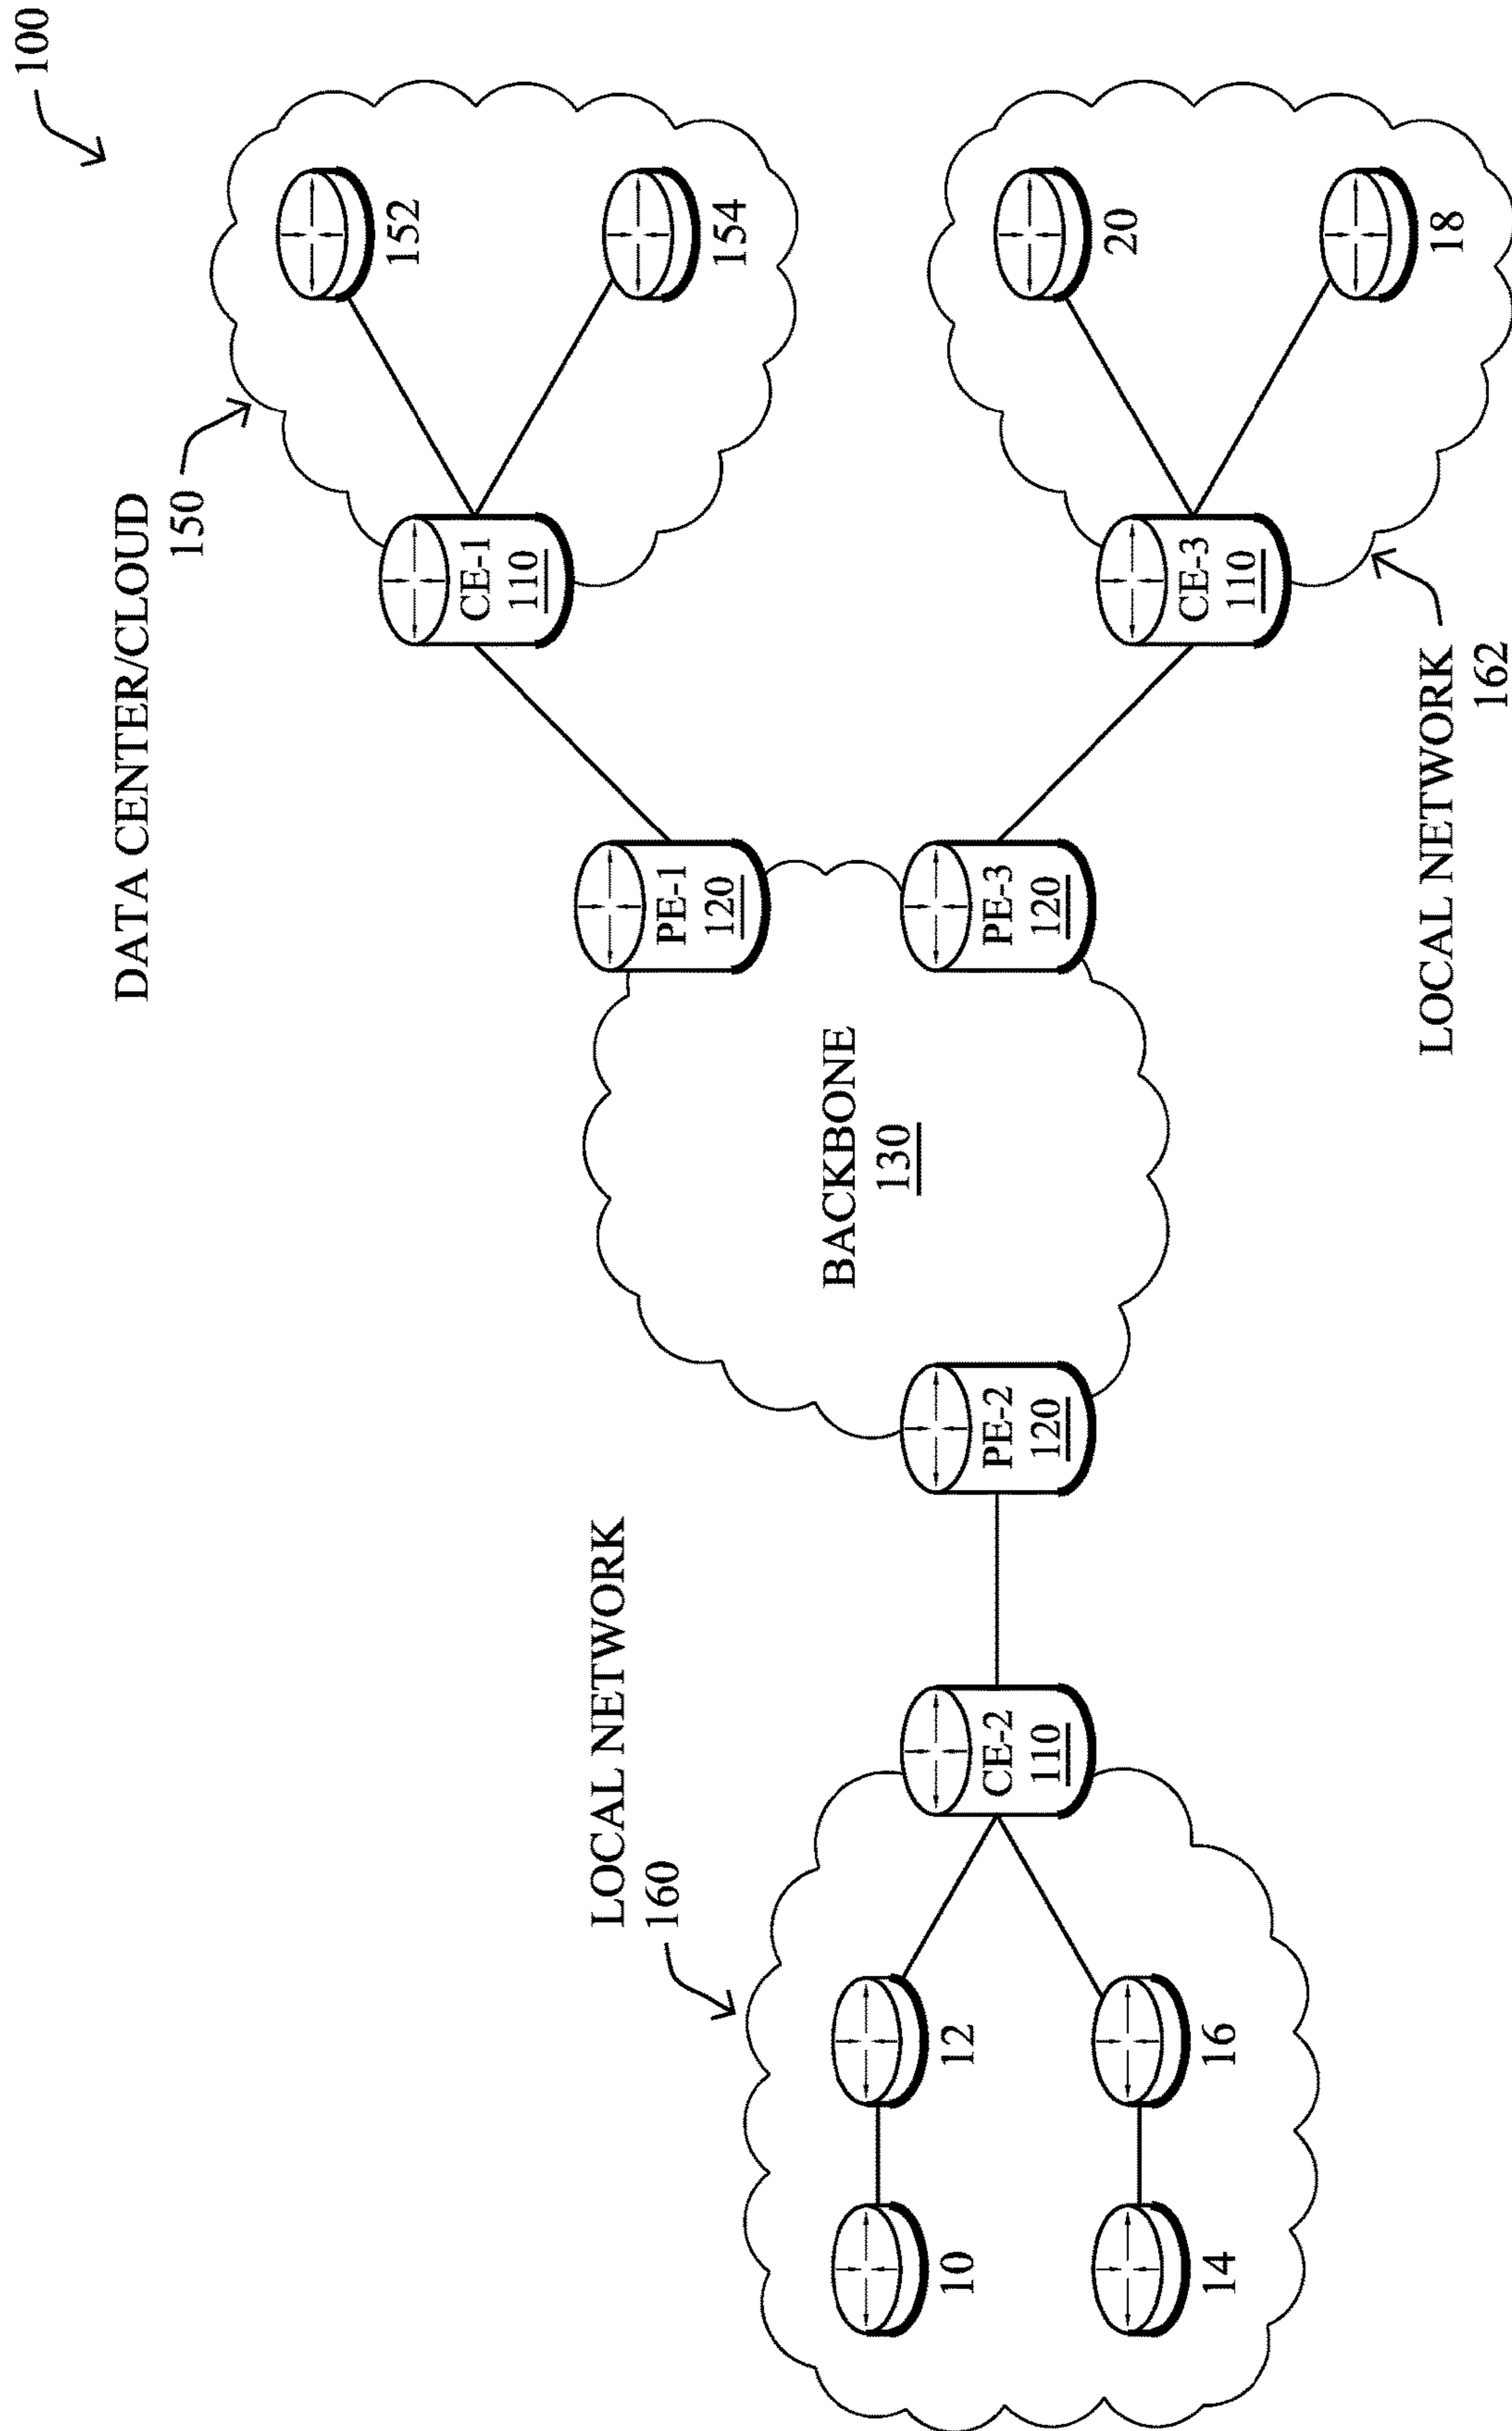 100
DATA CENTER/CLOUD
150
152
154
CE-1
110
PE-1
120
BACKBONE
130
PE-3
120
CE-3
110
20
18
LOCAL NETWORK
162
PE-2
120
LOCAL NETWORK
160
CE-2
110
12
10
16
14